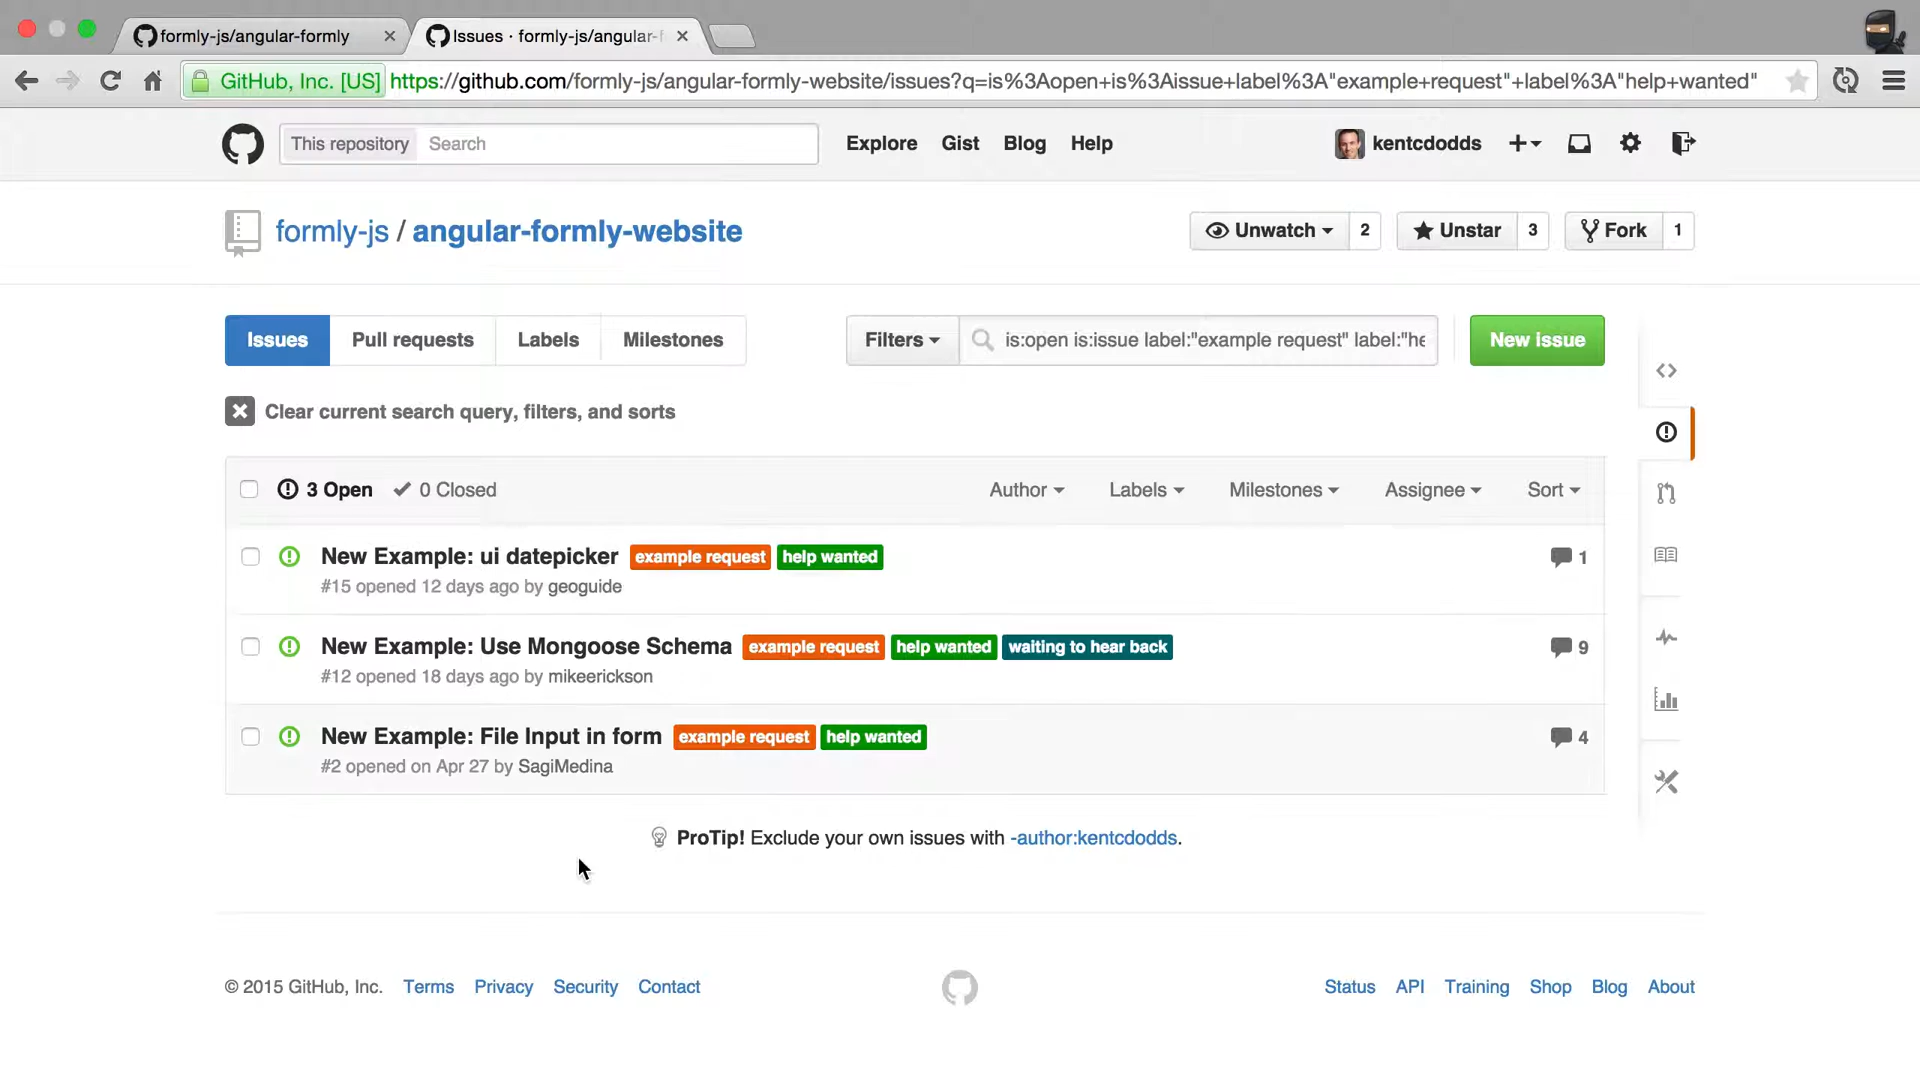 formly-js/angular-formly
Issues · formly-js/angular-f
GitHub, Inc. [US] https://github.com/formly-js/angular-formly-website/issues?q=is%3Aopen+is%3Aissue+label%3A"example+request"+label%3A"help+wanted"
This repository Search Explore Gist Blog Help kentcdodds
formly-js / angular-formly-website Unwatch 2 Unstar 3 Fork 1
Issues Pull requests Labels Milestones Filters is:open is:issue label:"example request" label:"he New issue
Clear current search query, filters, and sorts
3 Open 0 Closed Author Labels Milestones Assignee Sort
New Example: ui datepicker example request help wanted 1
#15 opened 12 days ago by geoguide
New Example: Use Mongoose Schema example request help wanted waiting to hear back 9
#12 opened 18 days ago by mikeerickson
New Example: File Input in form example request help wanted 4
#2 opened on Apr 27 by SagiMedina
ProTip! Exclude your own issues with -author:kentcdodds.
© 2015 GitHub, Inc. Terms Privacy Security Contact Status API Training Shop Blog About